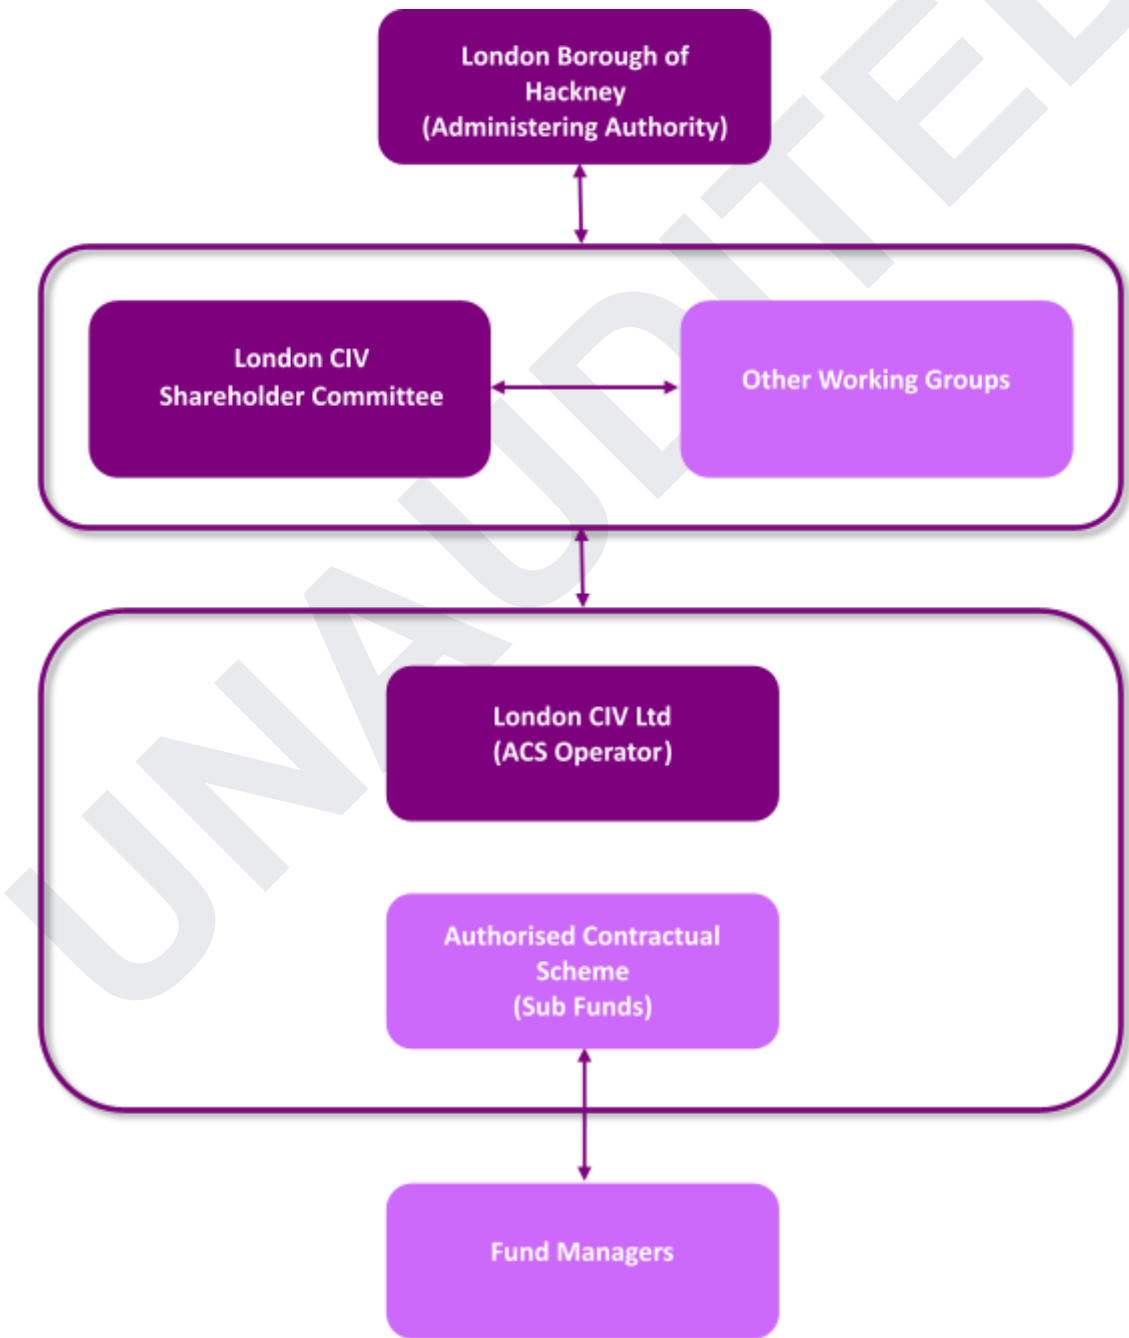 London Borough of
Hackney
(Administering Authority)
London CIV
Shareholder Committee
Other Working Groups
London CIV Ltd
(ACS Operator)
Authorised Contractual
Scheme
(Sub Funds)
Fund Managers
UNAUDITED